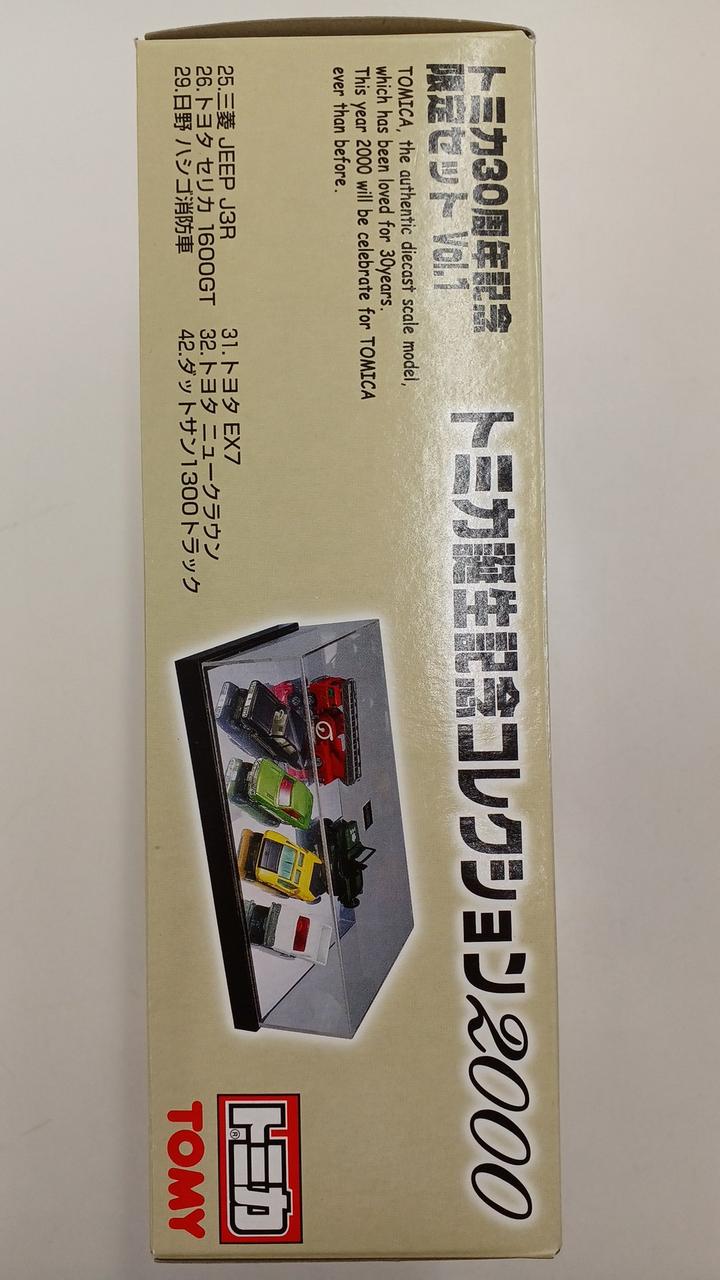 トミカ30周年記念
限定セット Vol.1
トミカ誕生記念コレクション2000
TOMICA, the authentic diecast scale model,
which has been loved for 30years.
This year 2000 will be celebrate for TOMICA
ever than before.
25.三菱 JEEP J3R
26.トヨタ セリカ 1600GT
29.日野 ハシゴ消防車
31.トヨタ EX7
32.トヨタ ニュークラウン
42.ダットサン1300トラック
トミカ®
TOMY